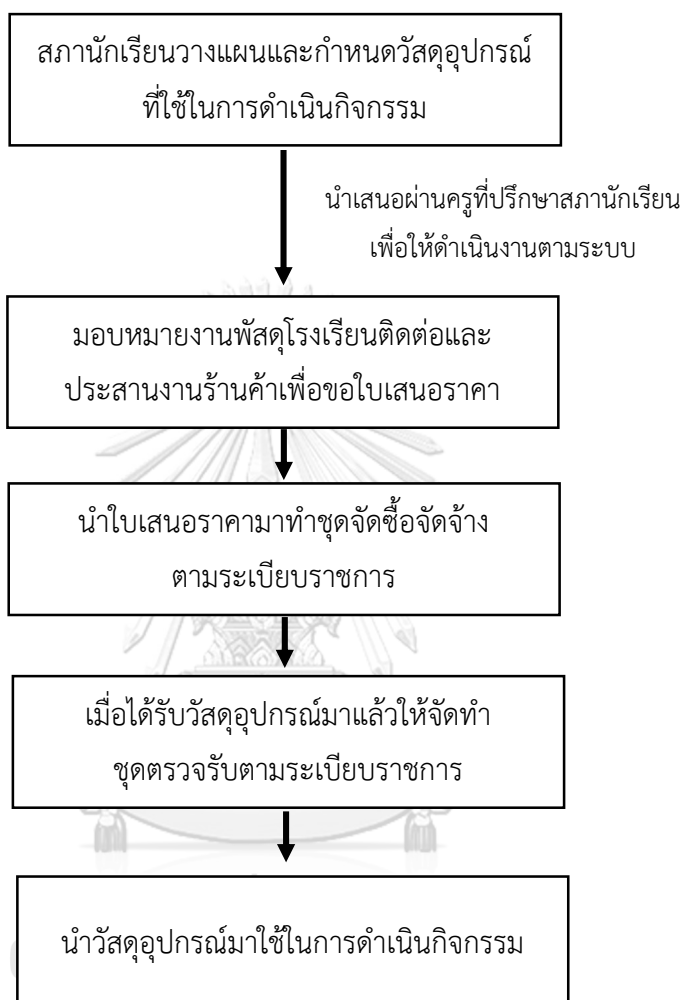 สภานักเรียนวางแผนและกำหนดวัสดุอุปกรณ์
ที่ใช้ในการดำเนินกิจกรรม
นำเสนอผ่านครูที่ปรึกษาสภานักเรียน
เพื่อให้ดำเนินงานตามระบบ
มอบหมายงานพัสดุโรงเรียนติดต่อและ
ประสานงานร้านค้าเพื่อขอใบเสนอราคา
นำใบเสนอราคามาทำชุดจัดซื้อจัดจ้าง
ตามระเบียบราชการ
เมื่อได้รับวัสดุอุปกรณ์มาแล้วให้จัดทำ
ชุดตรวจรับตามระเบียบราชการ
นำวัสดุอุปกรณ์มาใช้ในการดำเนินกิจกรรม